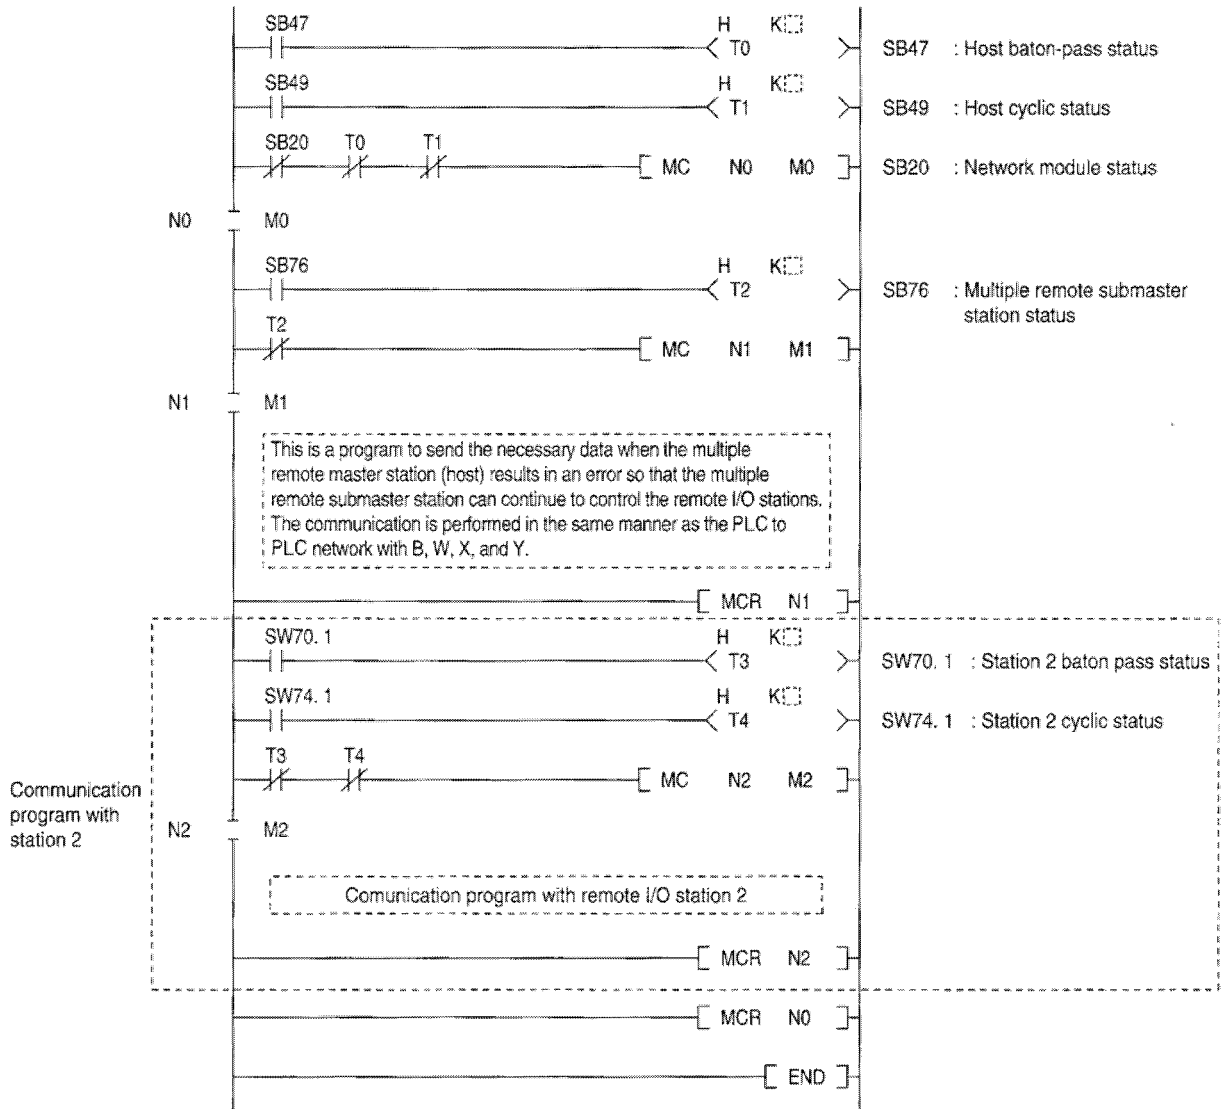 SB47 H K
T0 SB47 : Host baton-pass status
SB49 H K
T1 SB49 : Host cyclic status
SB20 T0 T1
MC N0 M0 SB20 : Network module status
N0 M0
SB76 H K
T2 SB76 : Multiple remote submaster
station status
T2
MC N1 M1
N1 M1
This is a program to send the necessary data when the multiple
remote master station (host) results in an error so that the multiple
remote submaster station can continue to control the remote I/O stations.
The communication is performed in the same manner as the PLC to
PLC network with B, W, X, and Y.
MCR N1
SW70. 1 H K
T3 SW70. 1 : Station 2 baton pass status
SW74. 1 H K
T4 SW74. 1 : Station 2 cyclic status
T3 T4
MC N2 M2
Communication
program with
station 2
N2 M2
Comunication program with remote I/O station 2
MCR N2
MCR N0
END